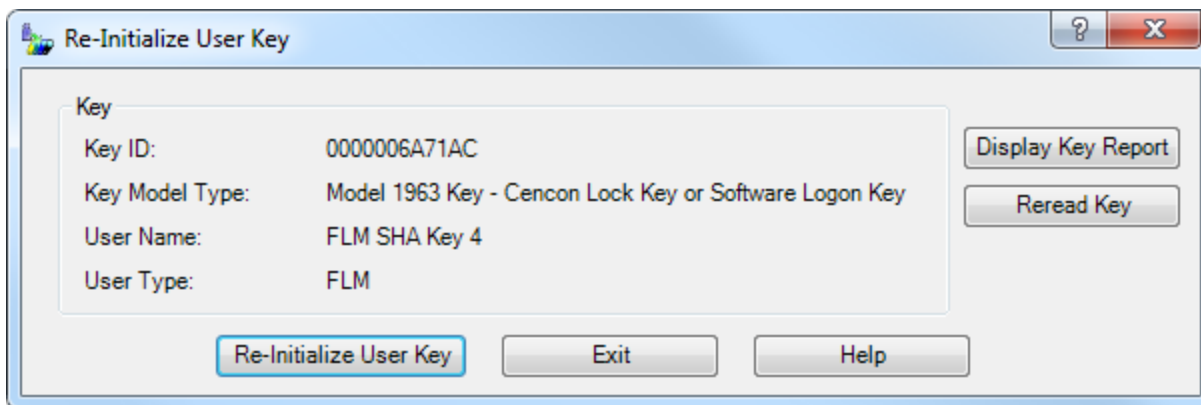 Re-Initialize User Key
?
X
Key
Key ID: 0000006A71AC
Display Key Report
Key Model Type: Model 1963 Key - Cencon Lock Key or Software Logon Key
Reread Key
User Name: FLM SHA Key 4
User Type: FLM
Re-Initialize User Key Exit Help